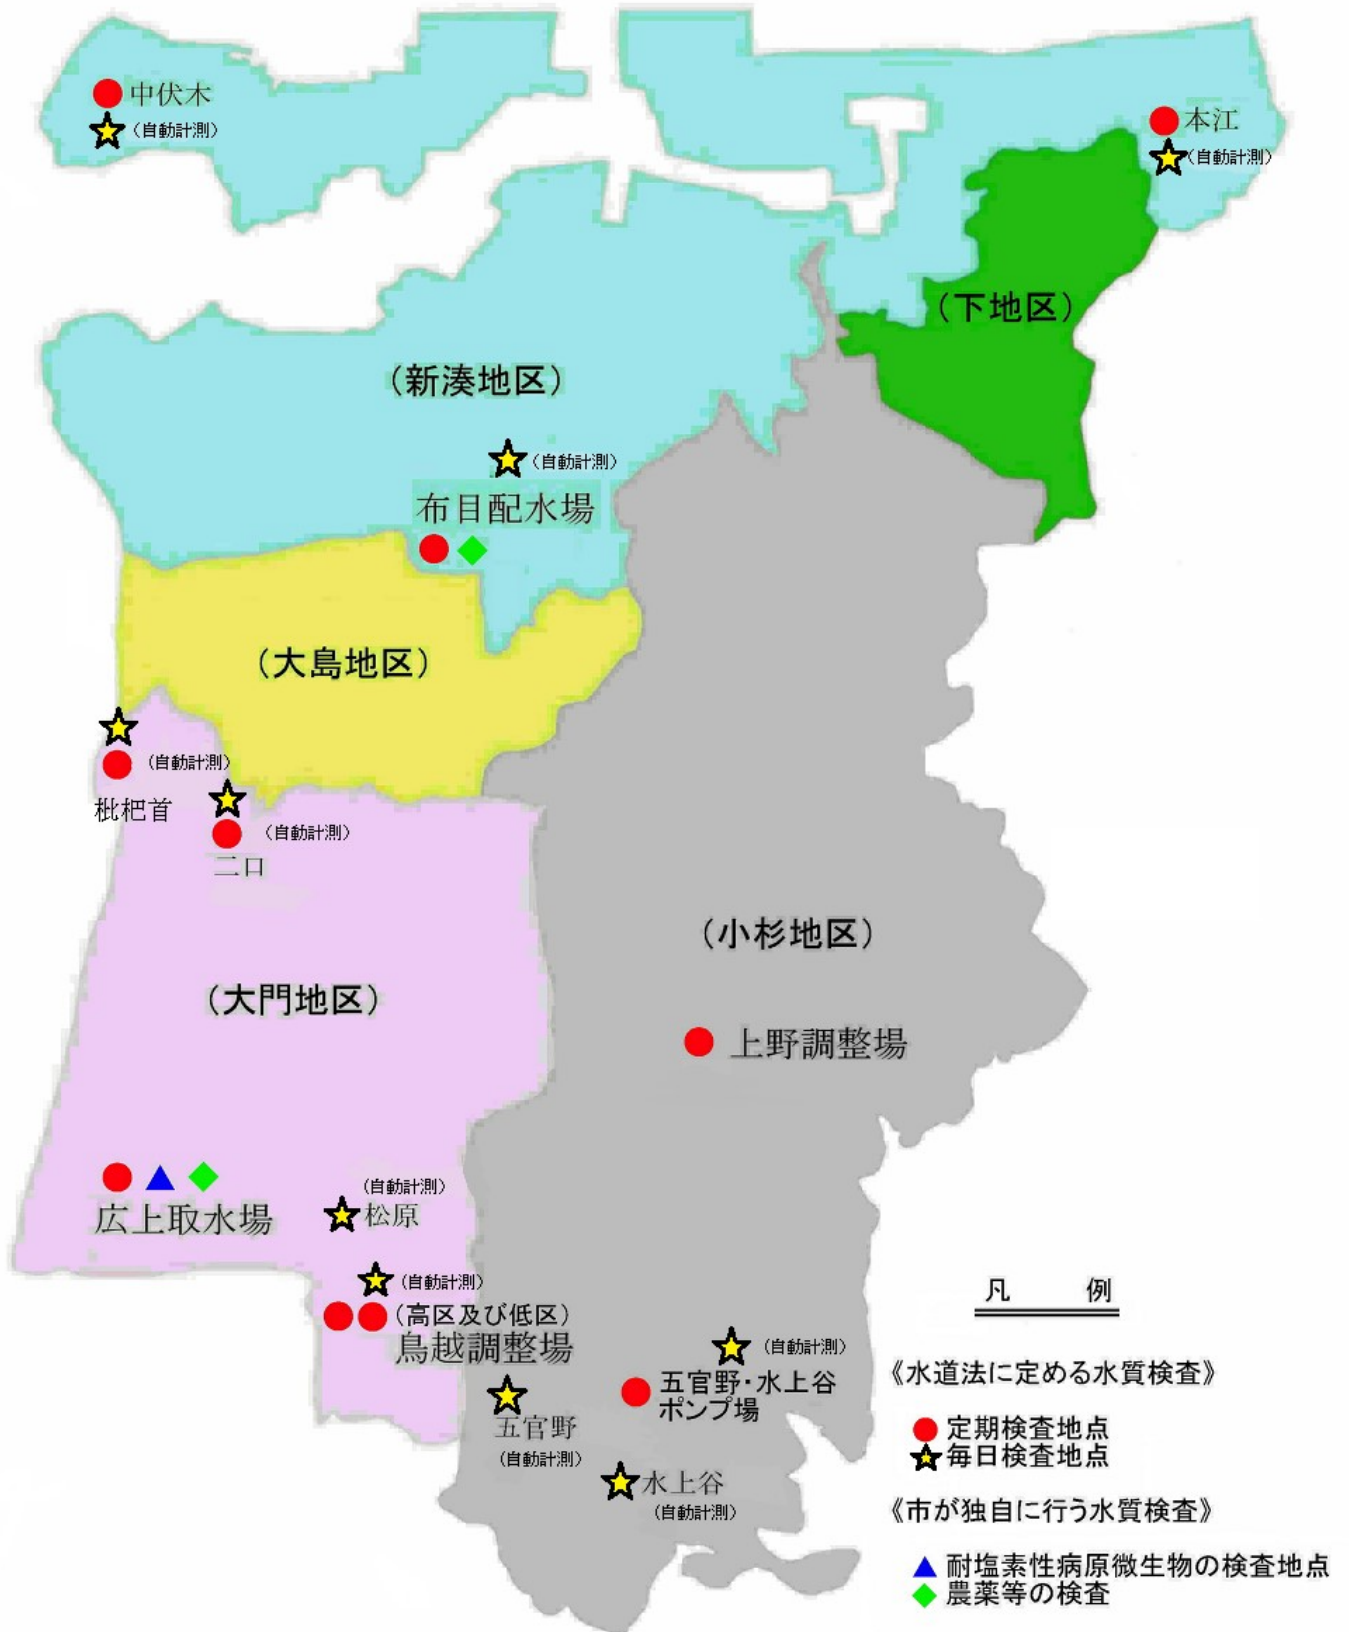 中伏木
（自動計測）
本江
（自動計測）
（下地区）
（新湊地区）
（自動計測）
布目配水場
（大島地区）
（自動計測）
枇杷首
（自動計測）
二口
（小杉地区）
（大門地区）
上野調整場
（自動計測）
松原
広上取水場
（自動計測）
（高区及び低区）
鳥越調整場
（自動計測）
五官野・水上谷
ポンプ場
五官野
（自動計測）
水上谷
（自動計測）
凡　例
《水道法に定める水質検査》
定期検査地点
毎日検査地点
《市が独自に行う水質検査》
耐塩素性病原微生物の検査地点
農薬等の検査